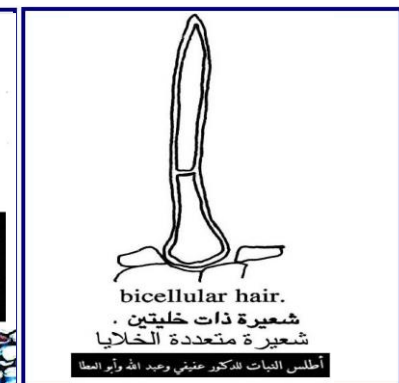 bicellular hair.
شعيرة ذات خليتين .
شعيرة متعددة الخلايا
أطلس النبات للدكتور عفيفي وعبد الله وأبو العطا